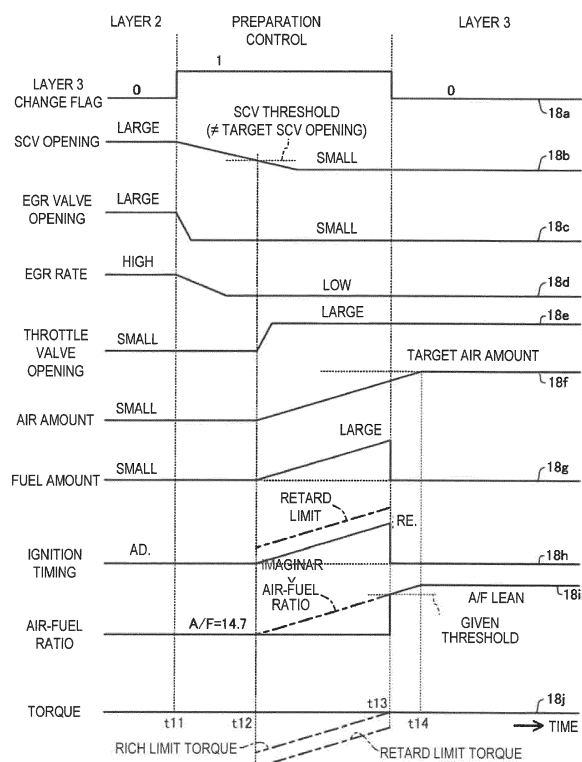 LAYER 2 PREPARATION CONTROL LAYER 3
LAYER 3 CHANGE FLAG 0 1 0 18a
SCV THRESHOLD
(≠ TARGET SCV OPENING)
SCV OPENING LARGE SMALL 18b
EGR VALVE OPENING LARGE SMALL 18c
EGR RATE HIGH LOW 18d
THROTTLE VALVE OPENING SMALL LARGE 18e
TARGET AIR AMOUNT
AIR AMOUNT SMALL 18f
FUEL AMOUNT SMALL LARGE 18g
RETARD LIMIT
IGNITION TIMING AD. RE. 18h
IMAGINAR
Y
AIR-FUEL RATIO
AIR-FUEL RATIO A/F=14.7 A/F LEAN 18i
GIVEN THRESHOLD
TORQUE t11 t12 t13 t14 18j
TIME
RICH LIMIT TORQUE RETARD LIMIT TORQUE